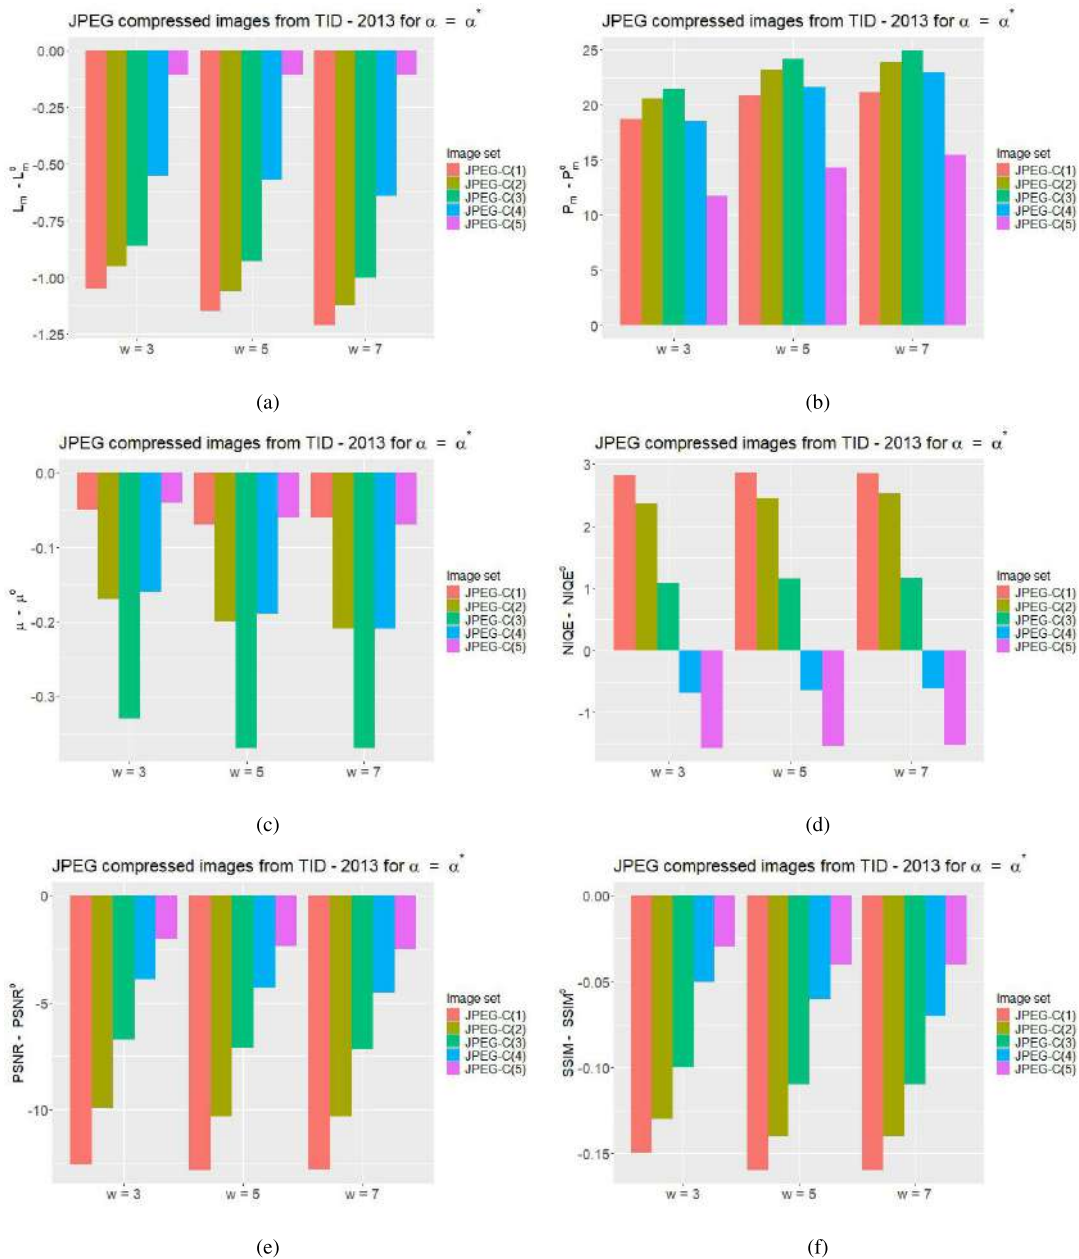 JPEG compressed images from TID - 2013 for α = α*
0.00
-0.25
-0.50
-0.75
-1.00
-1.25
Lm - Lm⁰
w = 3
w = 5
w = 7
Image set
JPEG-C(1)
JPEG-C(2)
JPEG-C(3)
JPEG-C(4)
JPEG-C(5)
(a)
JPEG compressed images from TID - 2013 for α = α*
25
20
15
10
5
0
Pm - Pm⁰
w = 3
w = 5
w = 7
Image set
JPEG-C(1)
JPEG-C(2)
JPEG-C(3)
JPEG-C(4)
JPEG-C(5)
(b)
JPEG compressed images from TID - 2013 for α = α*
0.0
-0.1
-0.2
-0.3
μ - μ⁰
w = 3
w = 5
w = 7
Image set
JPEG-C(1)
JPEG-C(2)
JPEG-C(3)
JPEG-C(4)
JPEG-C(5)
(c)
JPEG compressed images from TID - 2013 for α = α*
3
2
1
0
-1
NIQE - NIQE⁰
w = 3
w = 5
w = 7
Image set
JPEG-C(1)
JPEG-C(2)
JPEG-C(3)
JPEG-C(4)
JPEG-C(5)
(d)
JPEG compressed images from TID - 2013 for α = α*
0
-5
-10
PSNR - PSNR⁰
w = 3
w = 5
w = 7
Image set
JPEG-C(1)
JPEG-C(2)
JPEG-C(3)
JPEG-C(4)
JPEG-C(5)
(e)
JPEG compressed images from TID - 2013 for α = α*
0.00
-0.05
-0.10
-0.15
SSIM - SSIM⁰
w = 3
w = 5
w = 7
Image set
JPEG-C(1)
JPEG-C(2)
JPEG-C(3)
JPEG-C(4)
JPEG-C(5)
(f)